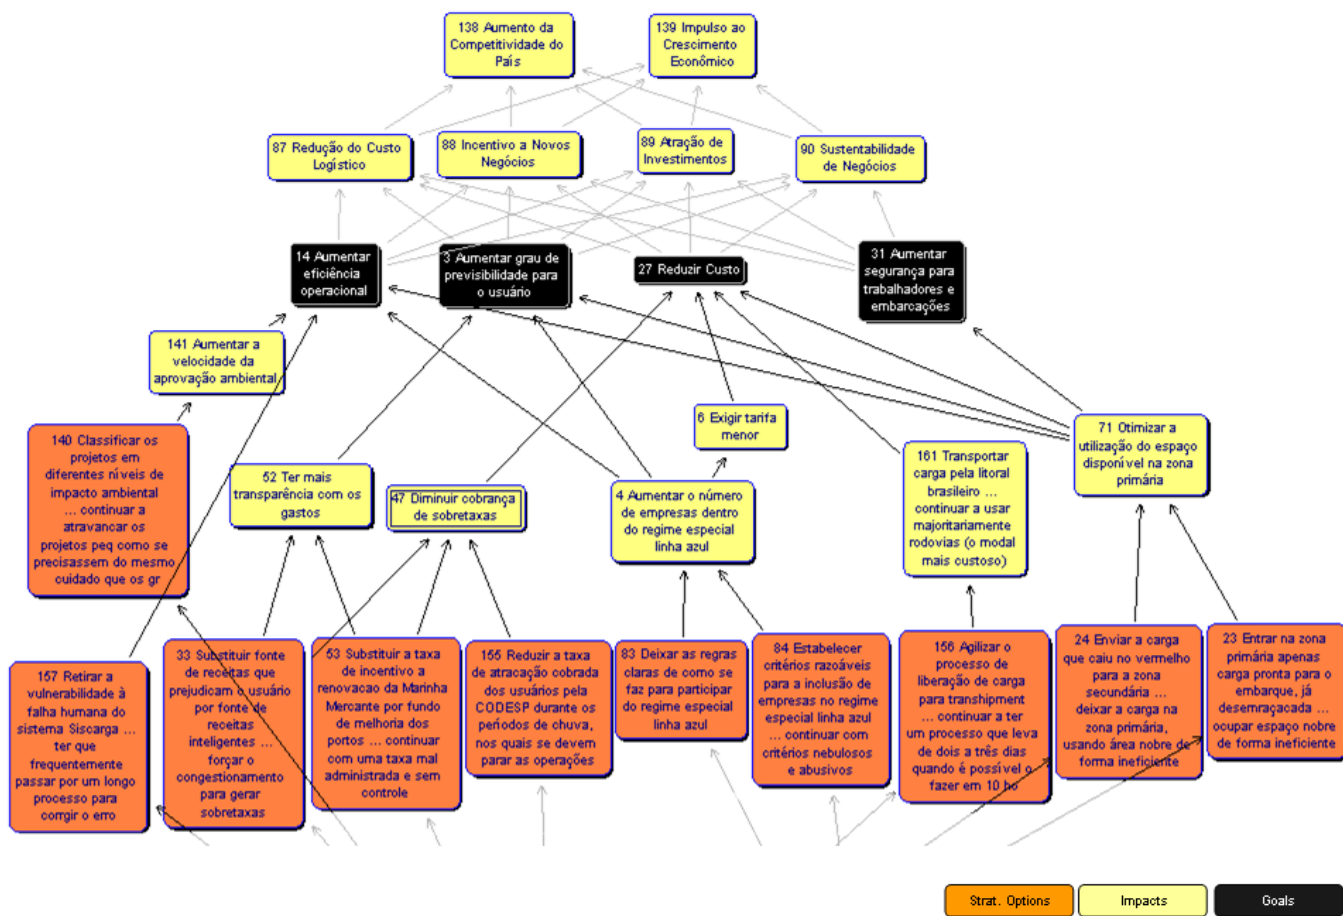 138 Aumento da
Competitividade do
País
139 Impulso ao
Crescimento
Econômico
87 Redução do Custo
Logístico
88 Incentivo a Novos
Negócios
89 Atração de
Investimentos
90 Sustentabilidade
de Negócios
14 Aumentar
eficiência
operacional
3 Aumentar grau de
previsibilidade para
o usuário
27 Reduzir Custo
31 Aumentar
segurança para
trabalhadores e
embarcações
141 Aumentar a
velocidade da
aprovação ambiental
6 Exigir tarifa
menor
71 Otimizar a
utilização do espaço
disponível na zona
primária
140 Classificar os
projetos em
diferentes níveis de
impacto ambiental
... continuar a
atravancar os
projetos peq como se
precisassem do mesmo
cuidado que os gr
52 Ter mais
transparência com os
gastos
47 Diminuir cobrança
de sobretaxas
4 Aumentar o número
de empresas dentro
do regime especial
linha azul
161 Transportar
carga pela litoral
brasileiro ...
continuar a usar
majoritariamente
rodovias (o modal
mais custoso)
157 Retirar a
vulnerabilidade à
falha humana do
sistema Siscarga ...
ter que
frequentemente
passar por um longo
processo para
corrgir o erro
33 Substituir fonte
de receitas que
prejudicam o usuário
por fonte de
receitas
inteligentes ...
forçar o
congestionamento
para gerar
sobretaxas
53 Substituir a taxa
de incentivo a
renovacao da Marinha
Mercante por fundo
de melhoria dos
portos ... continuar
com uma taxa mal
administrada e sem
controle
155 Reduzir a taxa
de atracação cobrada
dos usuários pela
CODESP durante os
períodos de chuva,
nos quais se devem
parar as operações
83 Deixar as regras
claras de como se
faz para participar
do regime especial
linha azul
84 Estabelecer
critérios razoáveis
para a inclusão de
empresas no regime
especial linha azul
... continuar com
critérios nebulosos
e abusivos
156 Agilizar o
processo de
liberação de carga
para transhipment
... continuar a ter
um processo que leva
de dois a três dias
quando é possível o
fazer em 10 ho
24 Enviar a carga
que caiu no vermelho
para a zona
secundária ...
deixar a carga na
zona primária,
usando área nobre de
forma ineficiente
23 Entrar na zona
primária apenas
carga pronta para o
embarque, já
desembaraçada ...
ocupar espaço nobre
de forma ineficiente
Strat. Options
Impacts
Goals